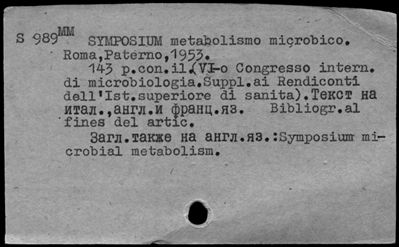 S 989MM SYMPOSIUM metabolismo microbico.
Roma,Paterno,1953.
143 p.con.il.(VI-o Congresso intern.
di microbiologia.Suppl.ai Rendiconti
dell'Ist.superiore di sanita).Текст на
итал.,англ.и франц.яз. Bibliogr.al
fines del artic.
Загл.также на англ.яз.:Symposium mi-
crobial metabolism.